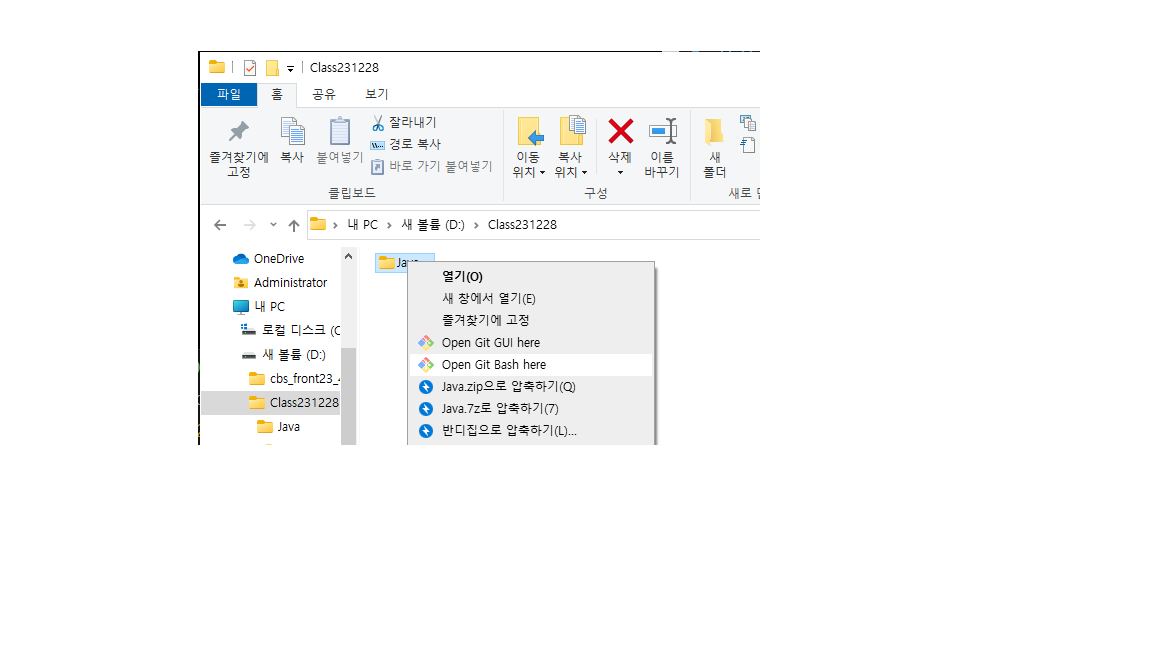 Class231228
파일 홈 공유 보기
즐겨찾기에
고정
복사
붙여넣기
잘라내기
경로 복사
바로 가기 붙여넣기
클립보드
이동
위치
복사
위치
삭제
이름
바꾸기
구성
새
폴더
새로
내 PC > 새 볼륨 (D:) > Class231228
OneDrive
Administrator
내 PC
로컬 디스크 (C
새 볼륨 (D:)
cbs_front23_4
Class231228
Java
열기(O)
새 창에서 열기(E)
즐겨찾기에 고정
Open Git GUI here
Open Git Bash here
Java.zip으로 압축하기(Q)
Java.7z로 압축하기(7)
반디집으로 압축하기(L)...